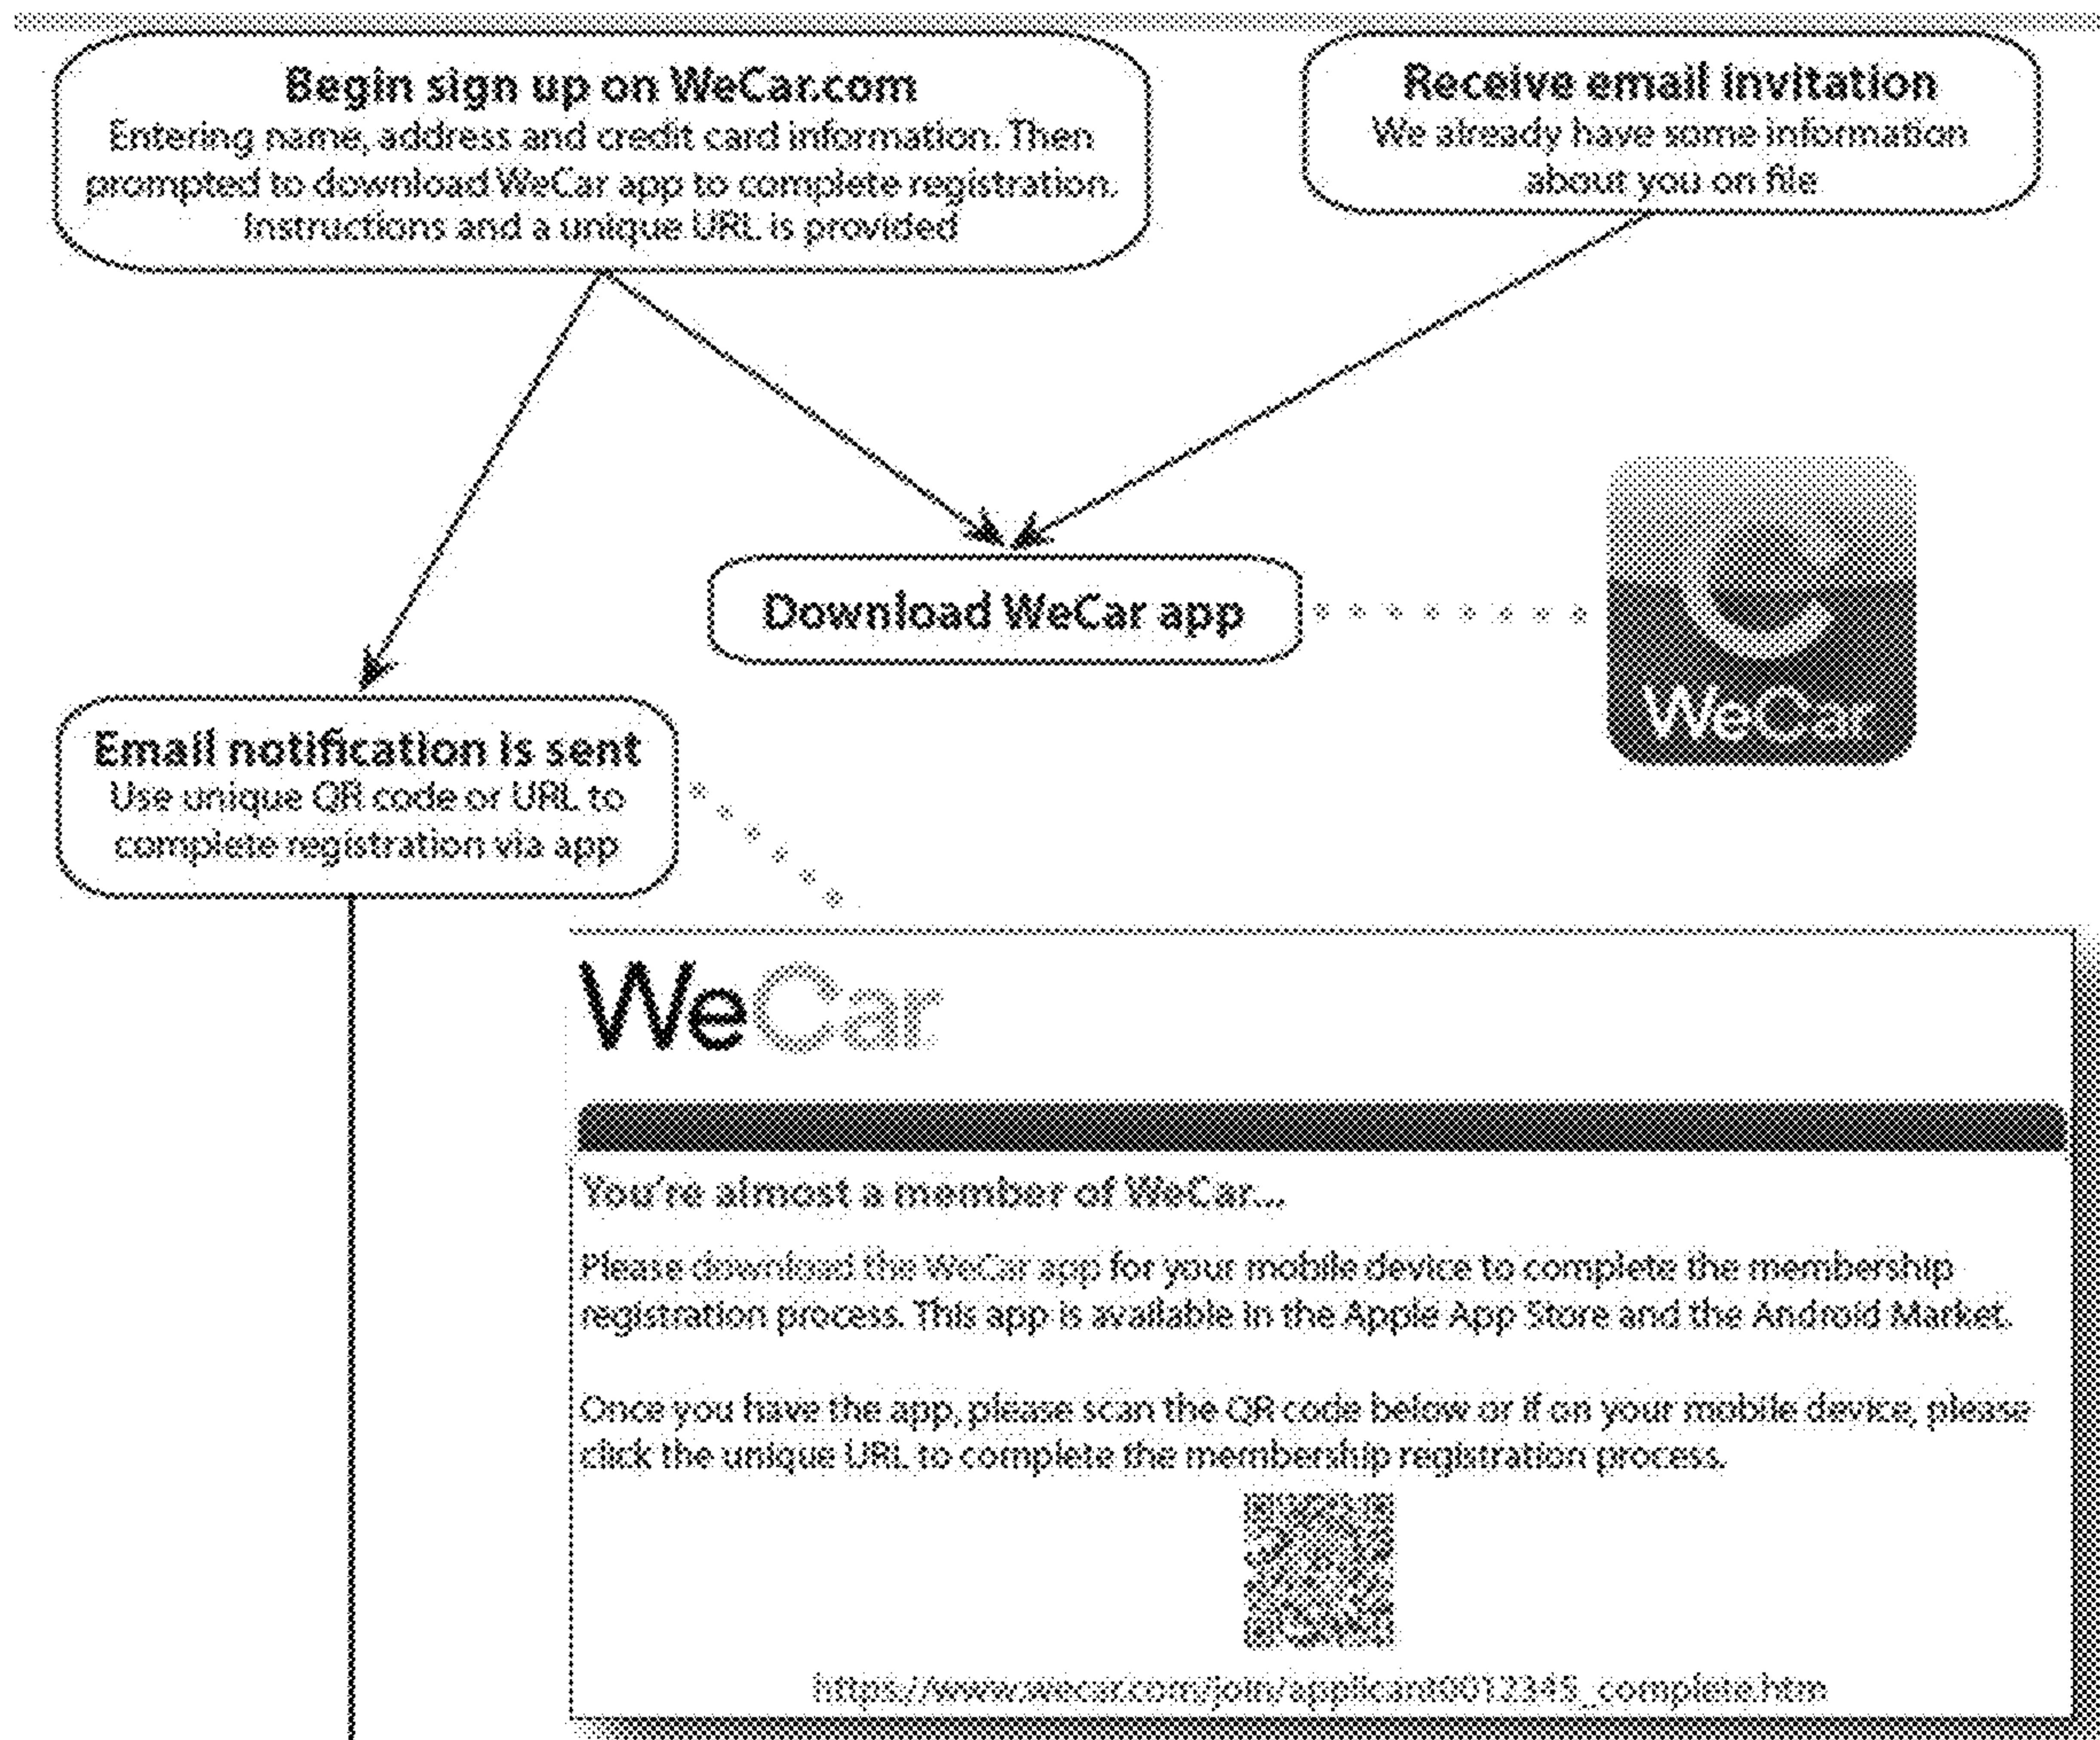 Begin sign up on WeCar.com
Entering name, address and credit card information. Then
prompted to download WeCar app to complete registration.
Instructions and a unique URL is provided
Receive email invitation
We already have some information
about you on file
Download WeCar app
WeCar
Email notification is sent
Use unique QR code or URL to
complete registration via app
WeCar
You're almost a member of WeCar...
Please download the WeCar app for your mobile device to complete the membership
registration process. This app is available in the Apple App Store and the Android Market.
Once you have the app, please scan the QR code below or if on your mobile device, please
click the unique URL to complete the membership registration process.
https://www.wecar.com/join/applicant0012345_complete.htm